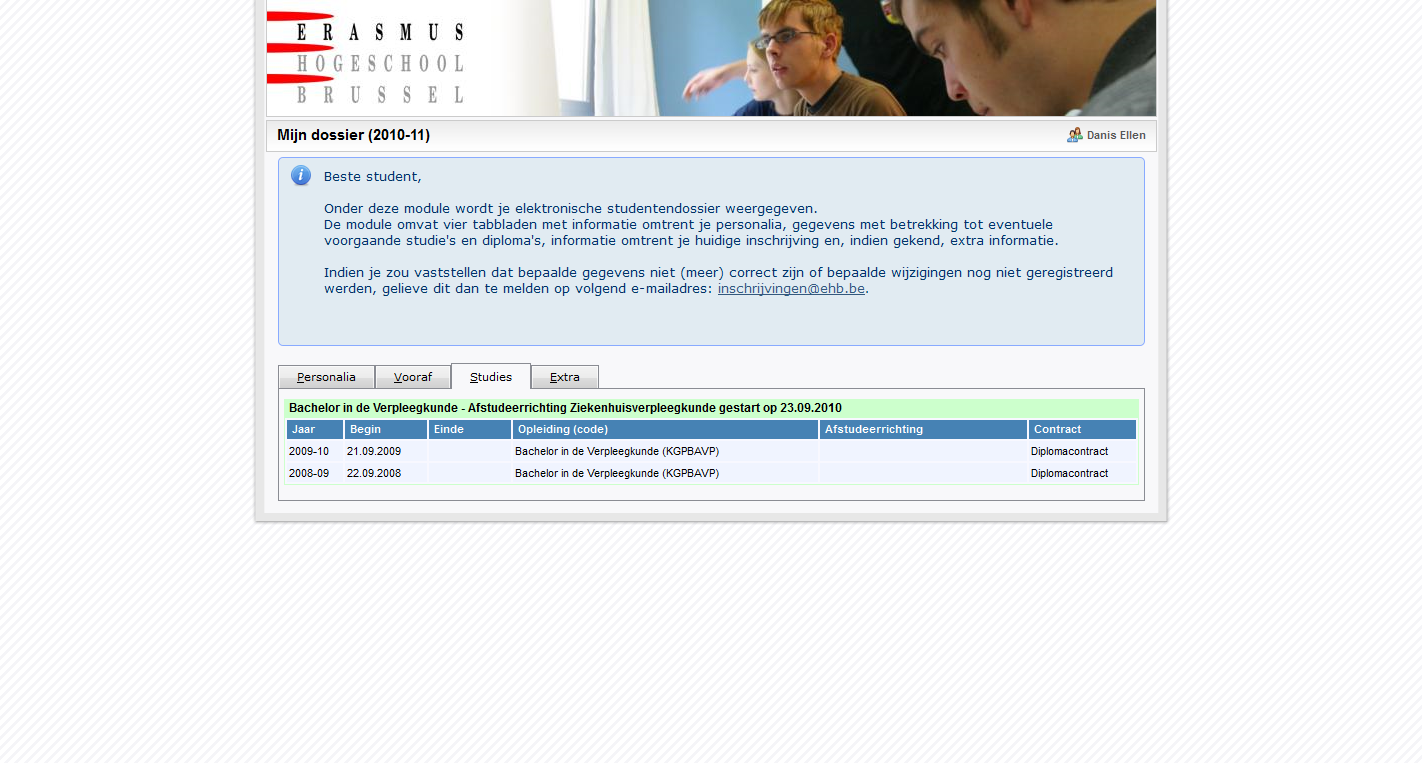 ERASMUS
HOGESCHOOL
BRUSSEL
Mijn dossier (2010-11)
Danis Ellen
Beste student,
Onder deze module wordt je elektronische studentendossier weergegeven.
De module omvat vier tabbladen met informatie omtrent je personalia, gegevens met betrekking tot eventuele
voorgaande studie's en diploma's, informatie omtrent je huidige inschrijving en, indien gekend, extra informatie.
Indien je zou vaststellen dat bepaalde gegevens niet (meer) correct zijn of bepaalde wijzigingen nog niet geregistreerd
werden, gelieve dit dan te melden op volgend e-mailadres: inschrijvingen@ehb.be.
Personalia Vooraf Studies Extra
Bachelor in de Verpleegkunde - Afstudeerrichting Ziekenhuisverpleegkunde gestart op 23.09.2010
Jaar Begin Einde Opleiding (code) Afstudeerrichting Contract
2009-10 21.09.2009 Bachelor in de Verpleegkunde (KGPBAVP) Diplomacontract
2008-09 22.09.2008 Bachelor in de Verpleegkunde (KGPBAVP) Diplomacontract